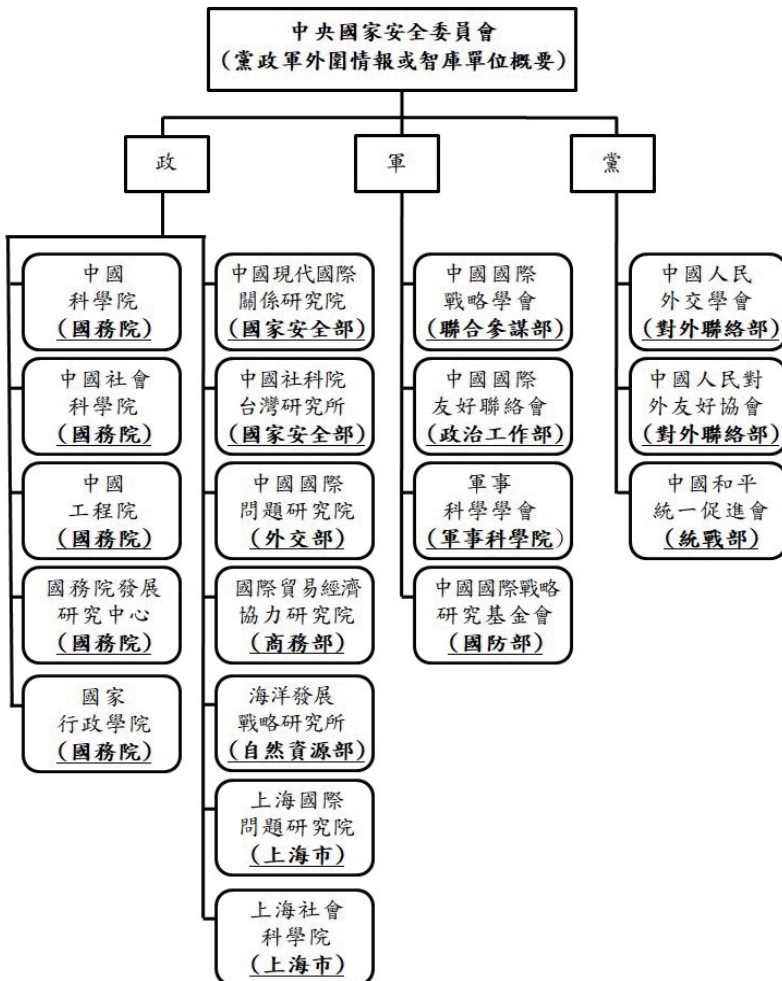 中央國家安全委員會
(黨政軍外圍情報或智庫單位概要)
政
軍
黨
中國
科學院
(國務院)
中國社會
科學院
(國務院)
中國
工程院
(國務院)
國務院發展
研究中心
(國務院)
國家
行政學院
(國務院)
中國現代國際
關係研究院
(國家安全部)
中國社科院
台灣研究所
(國家安全部)
中國國際
問題研究院
(外交部)
國際貿易經濟
協力研究院
(商務部)
海洋發展
戰略研究所
(自然資源部)
上海國際
問題研究院
(上海市)
上海社會
科學院
(上海市)
中國國際
戰略學會
(聯合參謀部)
中國國際
友好聯絡會
(政治工作部)
軍事
科學學會
(軍事科學院)
中國國際戰略
研究基金會
(國防部)
中國人民
外交學會
(對外聯絡部)
中國人民對
外友好協會
(對外聯絡部)
中國和平
統一促進會
(統戰部)